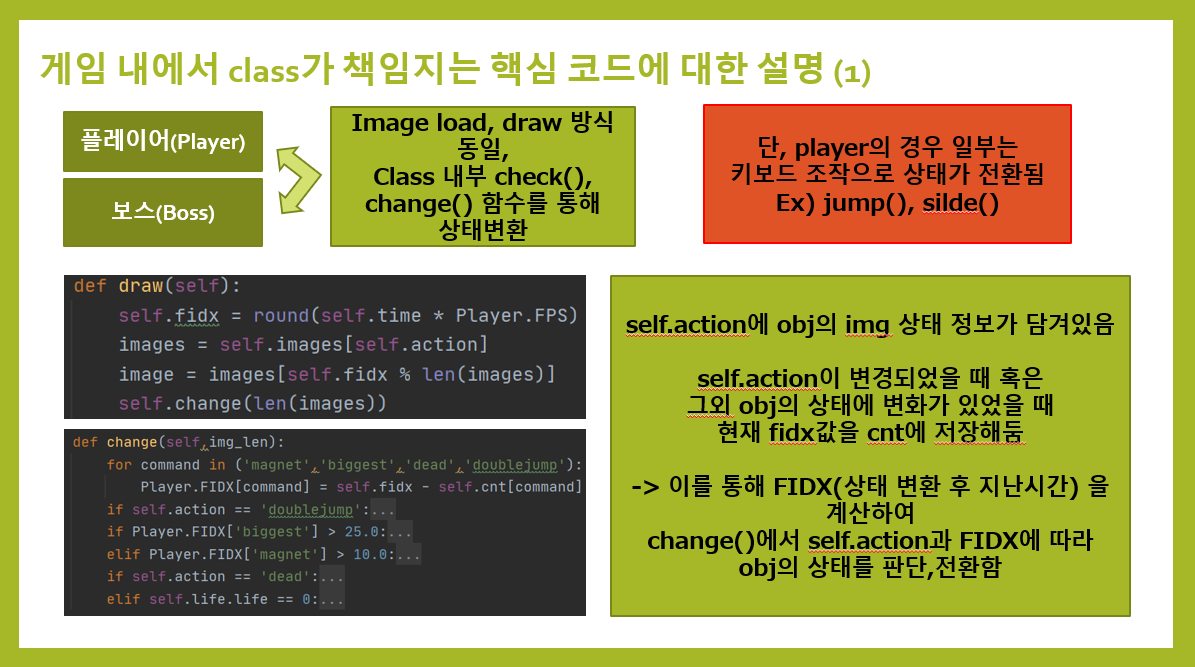 게임 내에서 class가 책임지는 핵심 코드에 대한 설명 (1)
플레이어(Player)
보스(Boss)
Image load, draw 방식
동일,
Class 내부 check(),
change() 함수를 통해
상태변환
단, player의 경우 일부는
키보드 조작으로 상태가 전환됨
Ex) jump(), silde()
def draw(self):
self.fidx = round(self.time * Player.FPS)
images = self.images[self.action]
image = images[self.fidx % len(images)]
self.change(len(images))
def change(self,img_len):
for command in ('magnet','biggest','dead','doublejump'):
Player.FIDX[command] = self.fidx - self.cnt[command]
if self.action == 'doublejump':...
if Player.FIDX['biggest'] > 25.0:...
elif Player.FIDX['magnet'] > 10.0:...
if self.action == 'dead':...
elif self.life.life == 0:...
self.action에 obj의 img 상태 정보가 담겨있음
self.action이 변경되었을 때 혹은
그외 obj의 상태에 변화가 있었을 때
현재 fidx값을 cnt에 저장해둠
-> 이를 통해 FIDX(상태 변환 후 지난시간) 을
계산하여
change()에서 self.action과 FIDX에 따라
obj의 상태를 판단,전환함